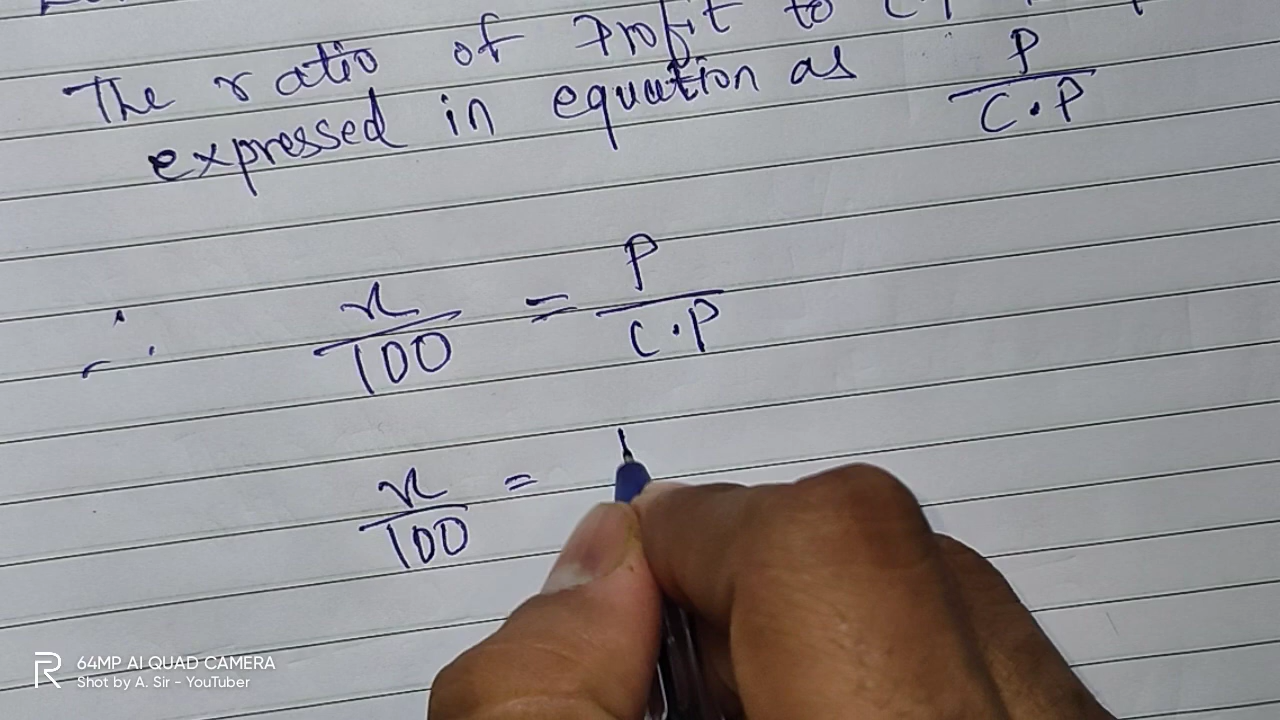 The ratio of Profit to C.P
expressed in equation as P/C.P
∴ x/100 = P/C.P
x/100 =
64MP AI QUAD CAMERA
Shot by A. Sir - YouTuber